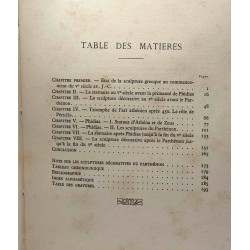 TABLE DES MATIERES
Pages.
CHAPITRE PREMIER. — État de la sculpture grecque au commencement
du Ve siècle av. J.-C.
CHAPITRE II. — La statuaire au Ve siècle avant la primauté de Phidias
CHAPITRE III. — La sculpture décorative au Ve siècle avant le Parthénon.
CHAPITRE IV. — Triomphe de l'art athénien après 450. Le rôle de
Périclès.
CHAPITRE V. — Phidias. — I. Statues d'Athéna et de Zeus
CHAPITRE VI. — Phidias. — II. Les sculptures du Parthénon.
CHAPITRE VII. — La statuaire après Phidias jusqu'à la fin du Ve siècle.
CHAPITRE VIII. — La sculpture décorative après le Parthénon jusqu'à
la fin du Ve siècle
CONCLUSION
NOTE SUR LES SCULPTURES DÉCORATIVES DU PARTHÉNON
TABLEAU CHRONOLOGIQUE
BIBLIOGRAPHIE
INDEX ALPHABÉTIQUE
TABLE DES GRAVURES.